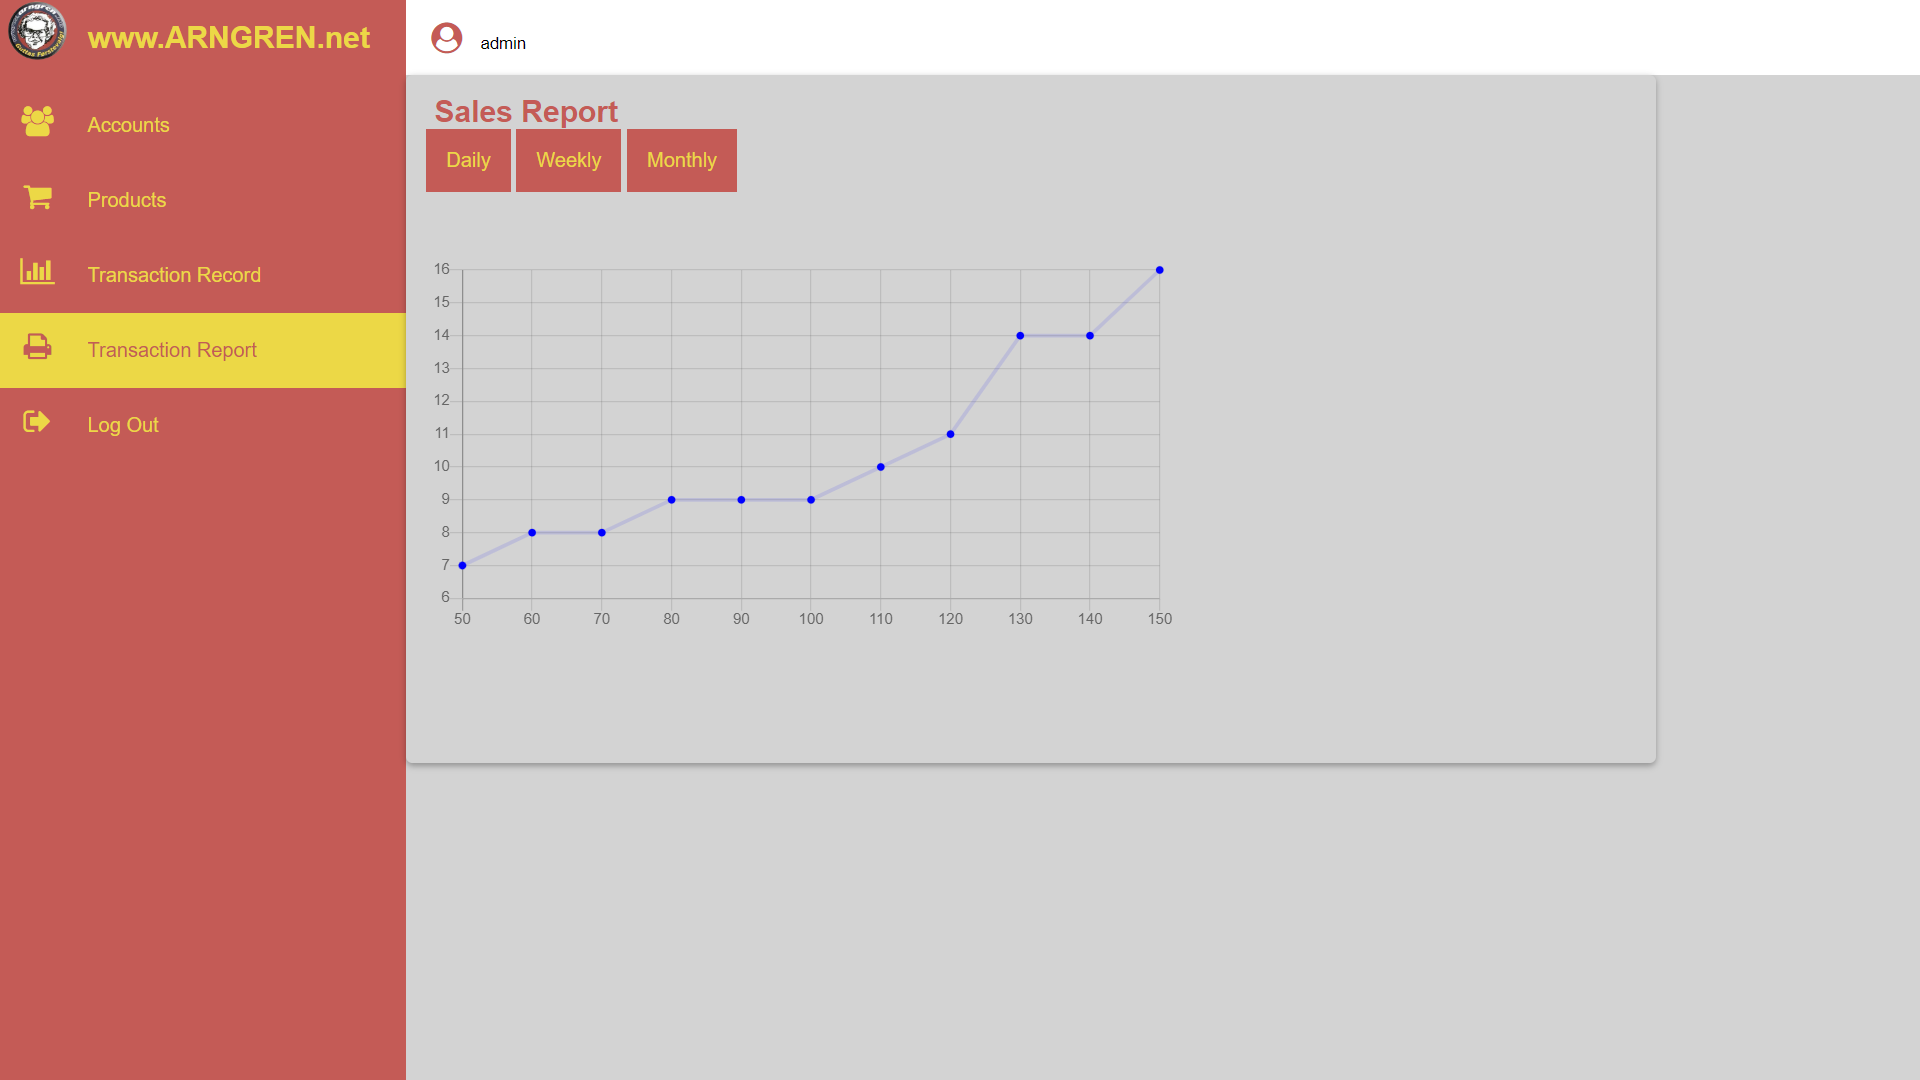 arngren
www.ARNGREN.net
admin
Accounts
Products
Transaction Record
Transaction Report
Log Out
Sales Report
Daily
Weekly
Monthly
16
15
14
13
12
11
10
9
8
7
6
50 60 70 80 90 100 110 120 130 140 150